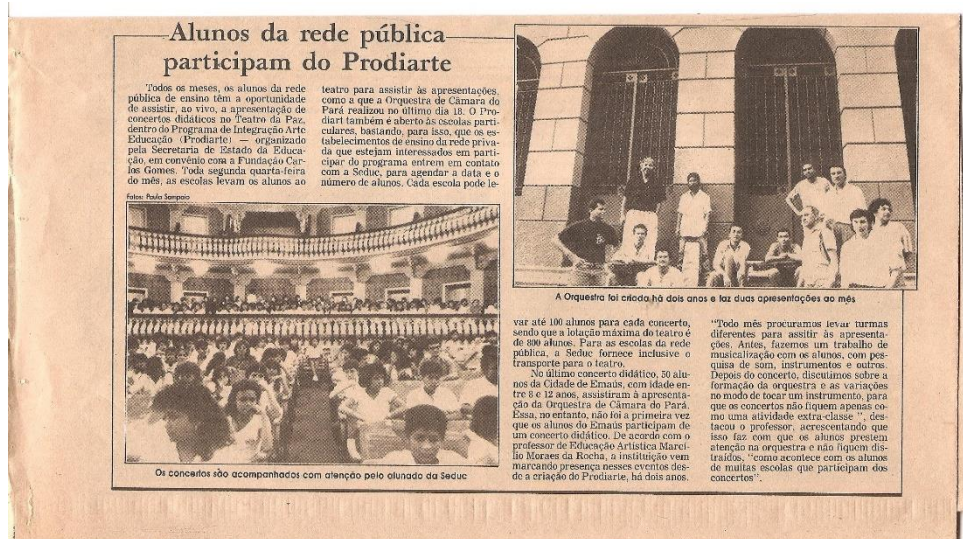 Alunos da rede pública
participam do Prodiarte
Todos os meses, os alunos da rede
pública de ensino têm a oportunidade
de assistir, ao vivo, a apresentação de
concertos didáticos no Teatro da Paz,
dentro do Programa de Integração Arte
Educação (Prodiarte) — organizado
pela Secretaria de Estado da Educa-
ção, em convênio com a Fundação Car-
los Gomes. Toda segunda quarta-feira
do mês, as escolas levam os alunos ao
teatro para assistir às apresentações,
como a que a Orquestra de Câmara do
Pará realizou no último dia 18. O Pro-
diart também é aberto às escolas parti-
culares, bastando, para isso, que os es-
tabelecimentos de ensino da rede priva-
da que estejam interessados em parti-
cipar do programa entrem em contato
com a Seduc, para agendar a data e o
número de alunos. Cada escola pode le-
Fotos: Paula Sampaio
Os concertos são acompanhados com atenção pelo alunado da Seduc
A Orquestra foi criada há dois anos e faz duas apresentações ao mês
var até 100 alunos para cada concerto,
sendo que a lotação máxima do teatro é
de 800 alunos. Para as escolas da rede
pública, a Seduc fornece inclusive o
transporte para o teatro.
No último concerto didático, 50 alu-
nos da Cidade de Emaús, com idade en-
tre 8 e 12 anos, assistiram à apresenta-
ção da Orquestra de Câmara do Pará.
Essa, no entanto, não foi a primeira vez
que os alunos do Emaús participam de
um concerto didático. De acordo com o
professor de Educação Artística Marcí-
lio Moraes da Rocha, a instituição vem
marcando presença nesses eventos des-
de a criação do Prodiarte, há dois anos.
"Todo mês procuramos levar turmas
diferentes para assitir às apresenta-
ções. Antes, fazemos um trabalho de
musicalização com os alunos, com pes-
quisa de som, instrumentos e outros.
Depois do concerto, discutimos sobre a
formação da orquestra e as variações
no modo de tocar um instrumento, para
que os concertos não fiquem apenas co-
mo uma atividade extra-classe ", des-
tacou o professor, acrescentando que
isso faz com que os alunos prestem
atenção na orquestra e não fiquem dis-
traídos, "como acontece com os alunos
de muitas escolas que participam dos
concertos".